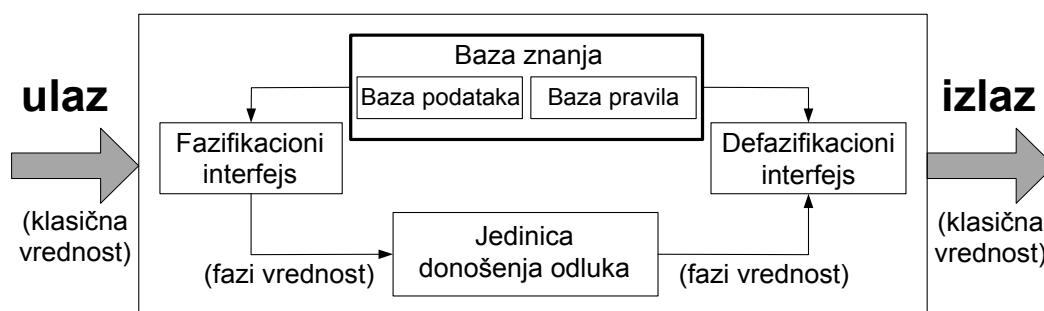 Baza znanja
Baza podataka
Baza pravila
ulaz
izlaz
Fazifikacioni
interfejs
Defazifikacioni
interfejs
(klasična
vrednost)
(klasična
vrednost)
Jedinica
donošenja odluka
(fazi vrednost)
(fazi vrednost)